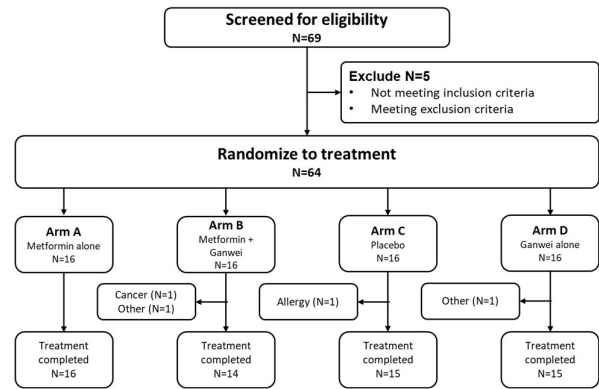 Screened for eligibility
N=69
Exclude N=5
• Not meeting inclusion criteria
• Meeting exclusion criteria
Randomize to treatment
N=64
Arm A
Metformin alone
N=16
Arm B
Metformin +
Ganwei
N=16
Arm C
Placebo
N=16
Arm D
Ganwei alone
N=16
Cancer (N=1)
Other (N=1)
Allergy (N=1)
Other (N=1)
Treatment
completed
N=16
Treatment
completed
N=14
Treatment
completed
N=15
Treatment
completed
N=15